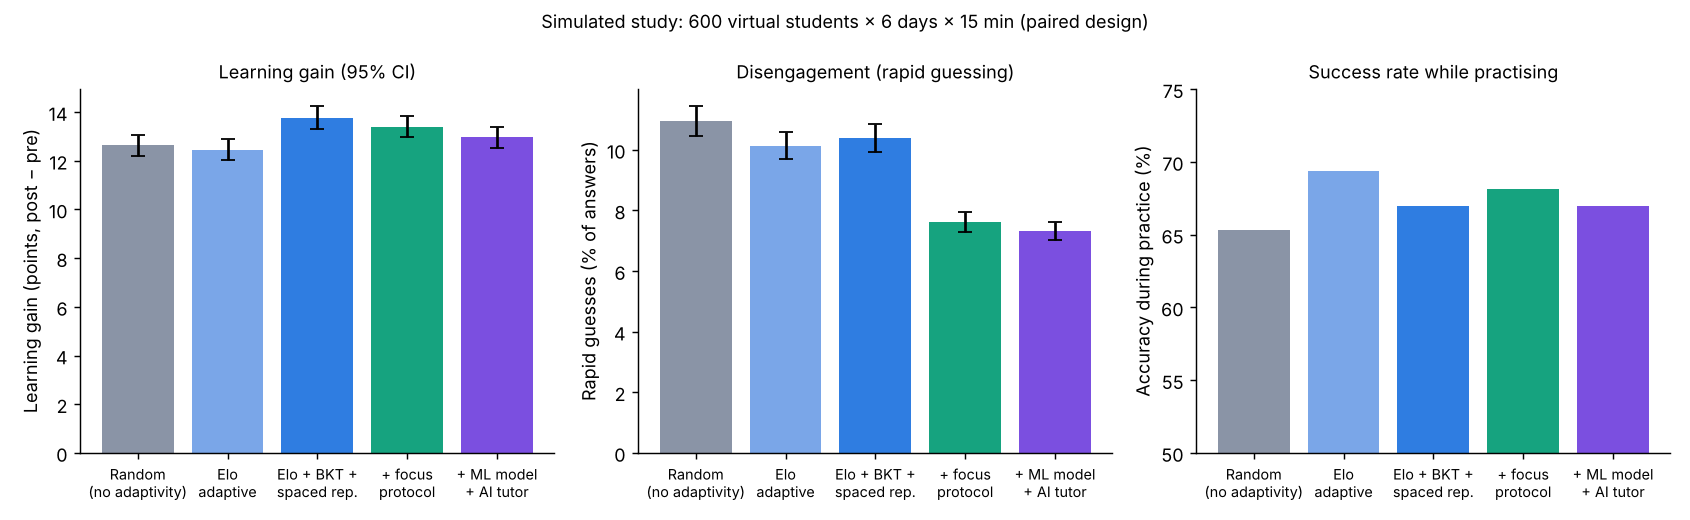 Simulated study: 600 virtual students × 6 days × 15 min (paired design)
Learning gain (95% CI)
Learning gain (points, post − pre)
14
12
10
8
6
4
2
0
Random
(no adaptivity)
Elo
adaptive
Elo + BKT +
spaced rep.
+ focus
protocol
+ ML model
+ AI tutor
Disengagement (rapid guessing)
Rapid guesses (% of answers)
10
8
6
4
2
0
Random
(no adaptivity)
Elo
adaptive
Elo + BKT +
spaced rep.
+ focus
protocol
+ ML model
+ AI tutor
Success rate while practising
Accuracy during practice (%)
75
70
65
60
55
50
Random
(no adaptivity)
Elo
adaptive
Elo + BKT +
spaced rep.
+ focus
protocol
+ ML model
+ AI tutor